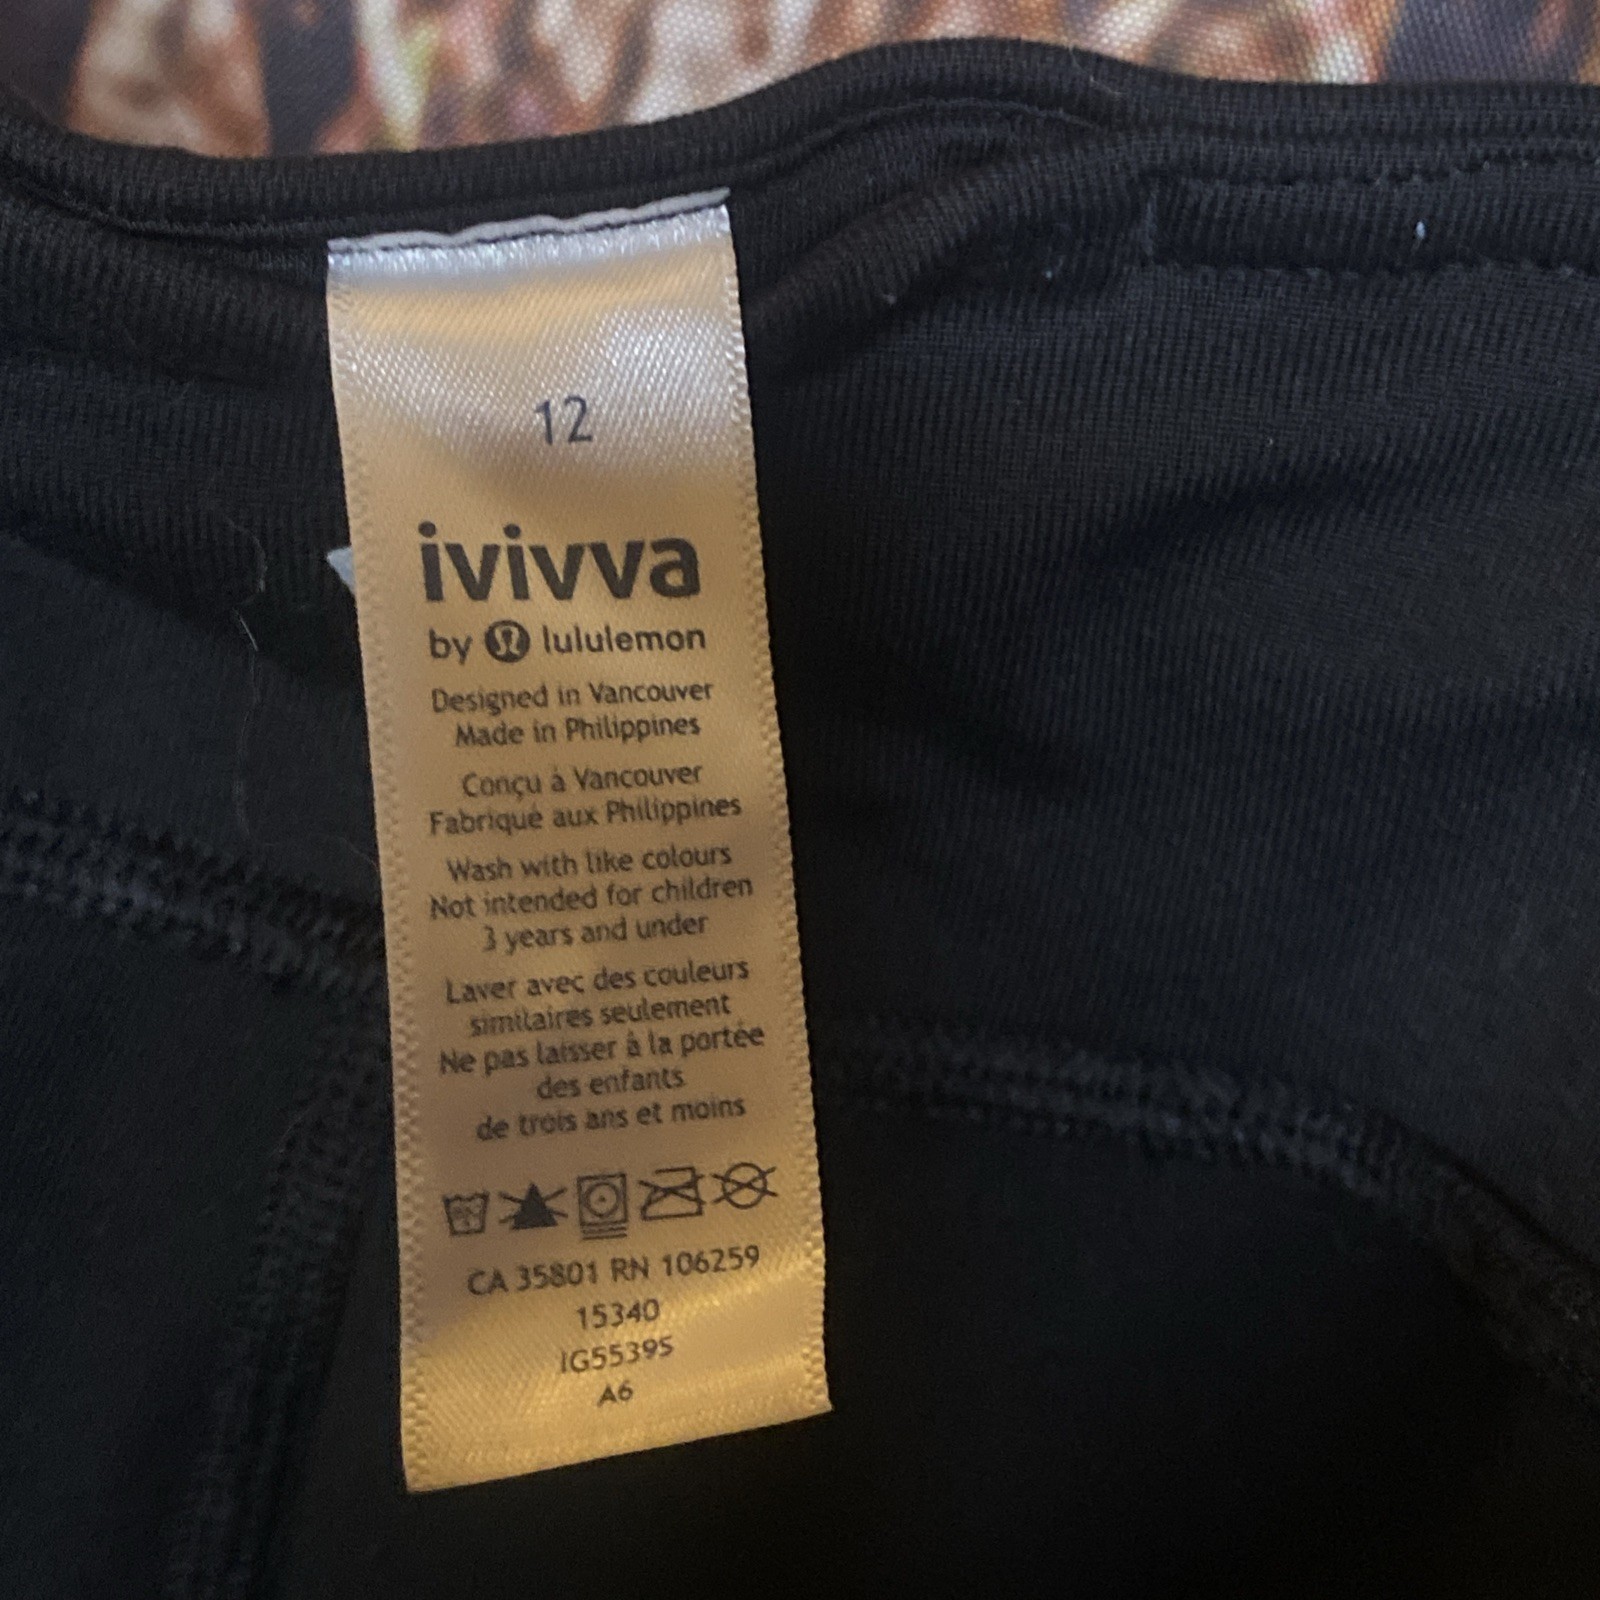 12
ivivva
by lululemon
Designed in Vancouver
Made in Philippines
Conçu à Vancouver
Fabriqué aux Philippines
Wash with like colours
Not intended for children
3 years and under
Laver avec des couleurs
similaires seulement
Ne pas laisser à la portée
des enfants
de trois ans et moins
CA 35801 RN 106259
15340
IG5539S
A6